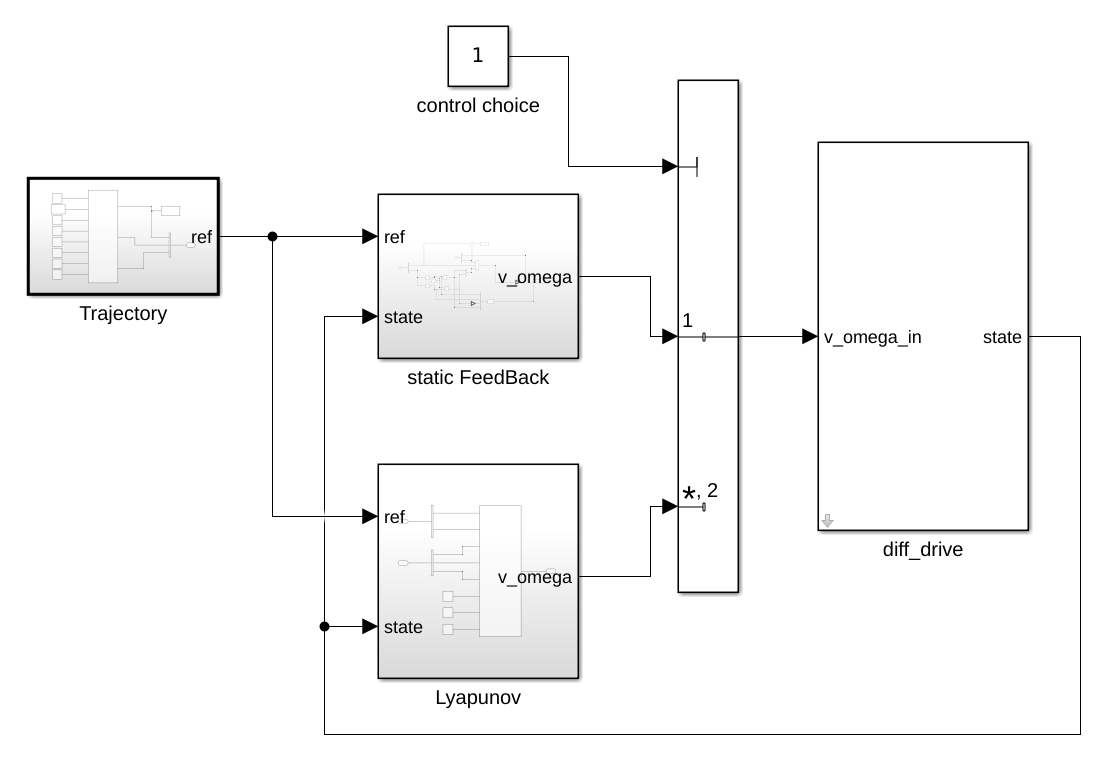 1
control choice
ref
Trajectory
ref
v_omega
state
static FeedBack
1
v_omega_in
state
*, 2
diff_drive
ref
v_omega
state
Lyapunov